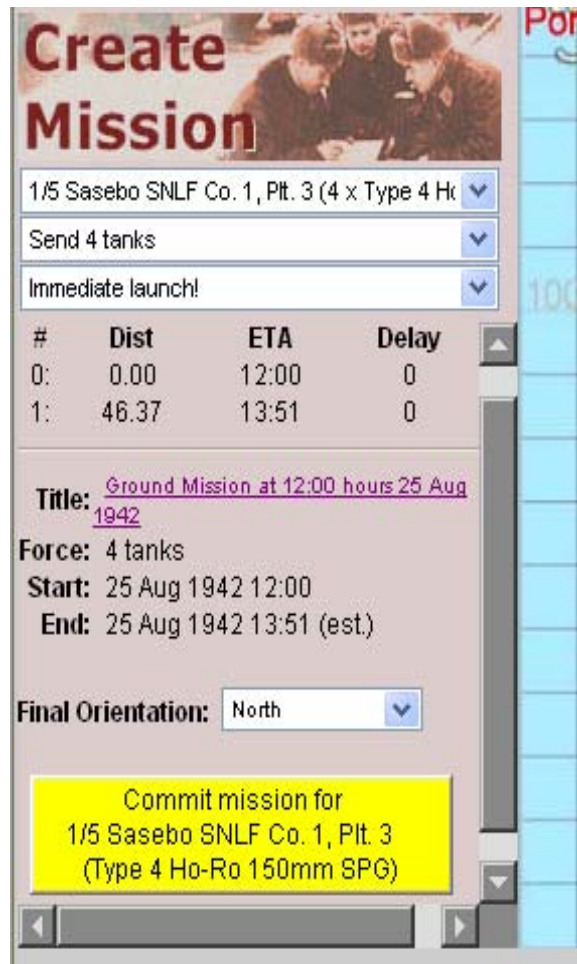 Create
Mission
1/5 Sasebo SNLF Co. 1, Plt. 3 (4 x Type 4 Ho
Send 4 tanks
Immediate launch!
# Dist ETA Delay
0: 0.00 12:00 0
1: 46.37 13:51 0
Title: Ground Mission at 12:00 hours 25 Aug
1942
Force: 4 tanks
Start: 25 Aug 1942 12:00
End: 25 Aug 1942 13:51 (est.)
Final Orientation: North
Commit mission for
1/5 Sasebo SNLF Co. 1, Plt. 3
(Type 4 Ho-Ro 150mm SPG)
Por
100